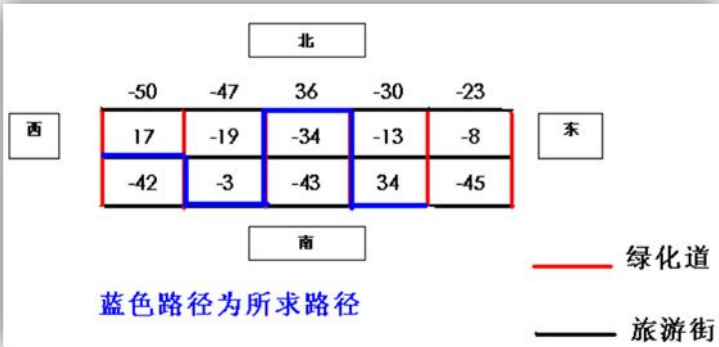 北
-50 -47 36 -30 -23
西 17 -19 -34 -13 -8 东
-42 -3 -43 34 -45
南
绿化道
蓝色路径为所求路径
旅游街